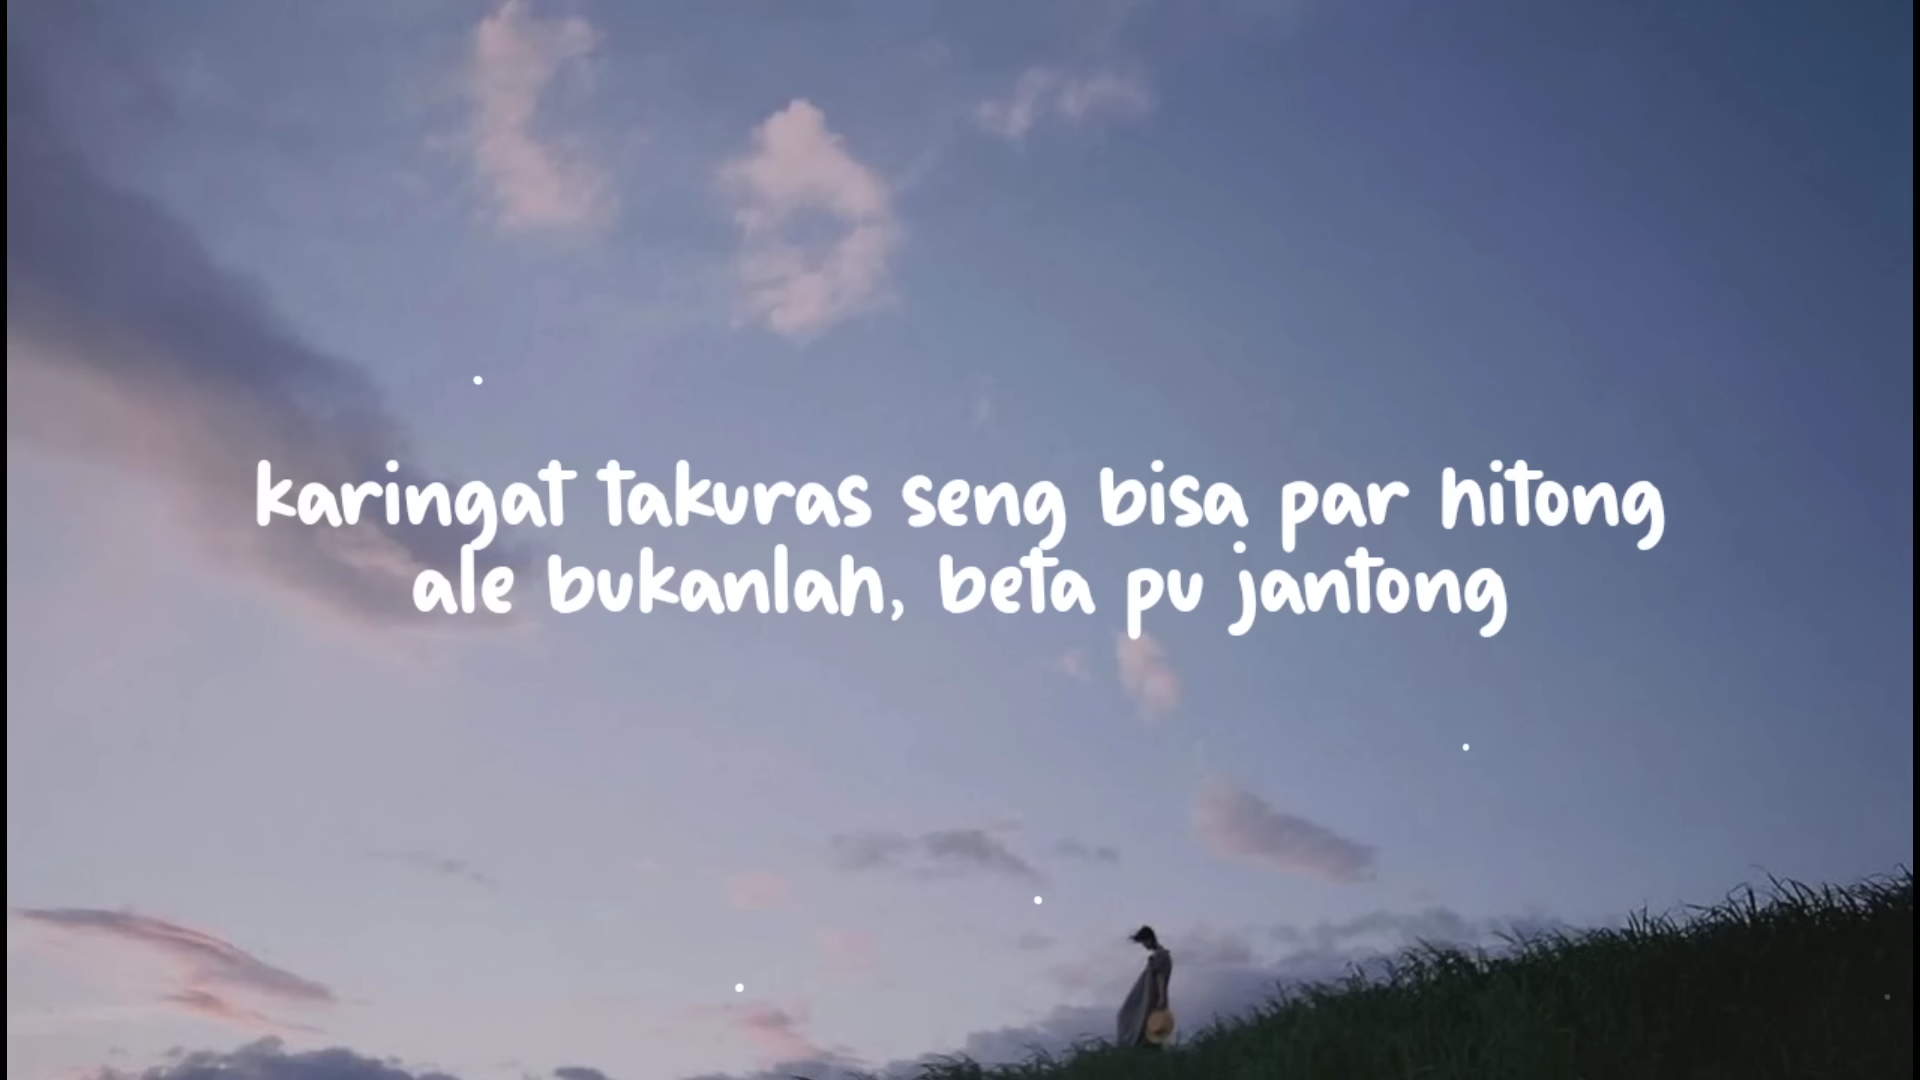 karingat takuras seng bisa par hitong
ale bukanlah, beta pu jantong